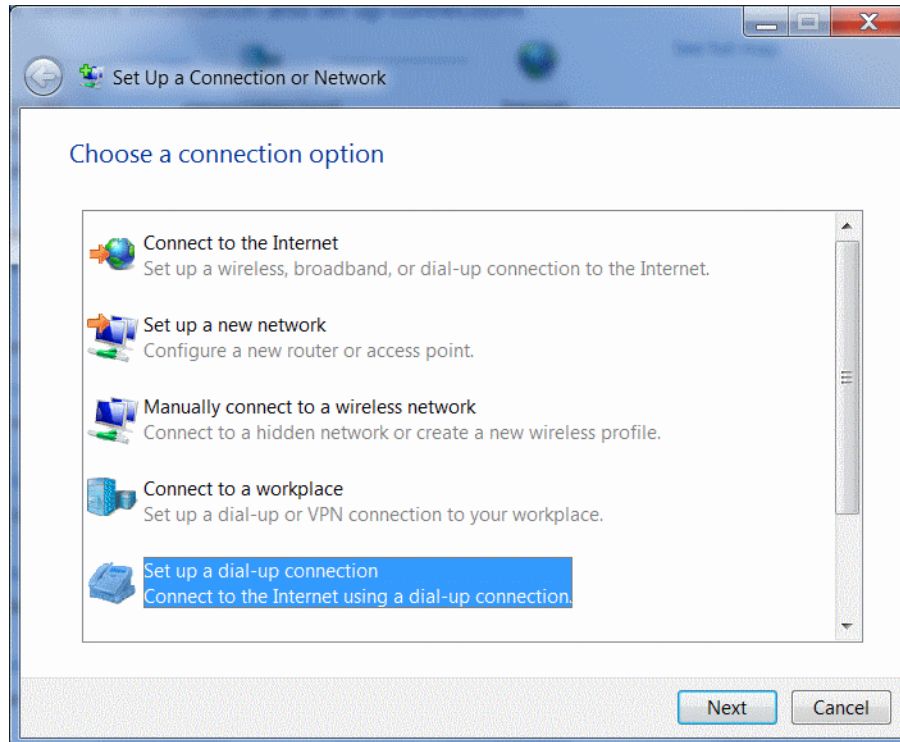 Set Up a Connection or Network
Choose a connection option
Connect to the Internet
Set up a wireless, broadband, or dial-up connection to the Internet.
Set up a new network
Configure a new router or access point.
Manually connect to a wireless network
Connect to a hidden network or create a new wireless profile.
Connect to a workplace
Set up a dial-up or VPN connection to your workplace.
Set up a dial-up connection
Connect to the Internet using a dial-up connection.
Next Cancel